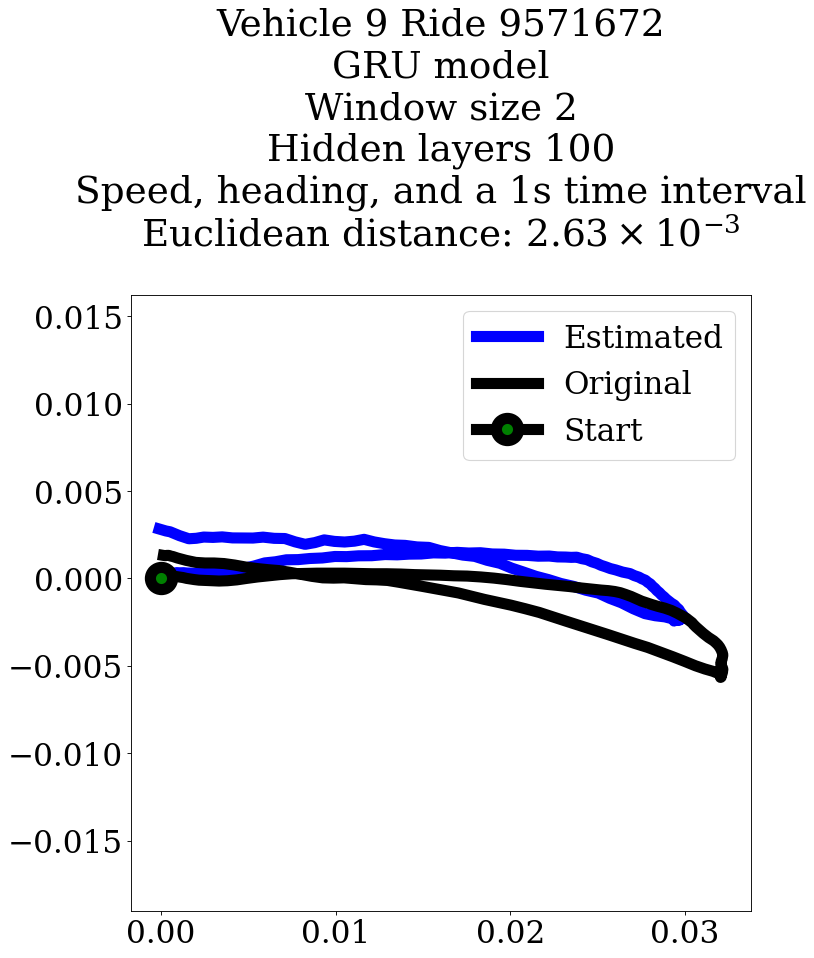 Vehicle 9 Ride 9571672
GRU model
Window size 2
Hidden layers 100
Speed, heading, and a 1s time interval
Euclidean distance: 2.63 × 10⁻³
Estimated
Original
Start
0.015
0.010
0.005
0.000
−0.005
−0.010
−0.015
0.00 0.01 0.02 0.03